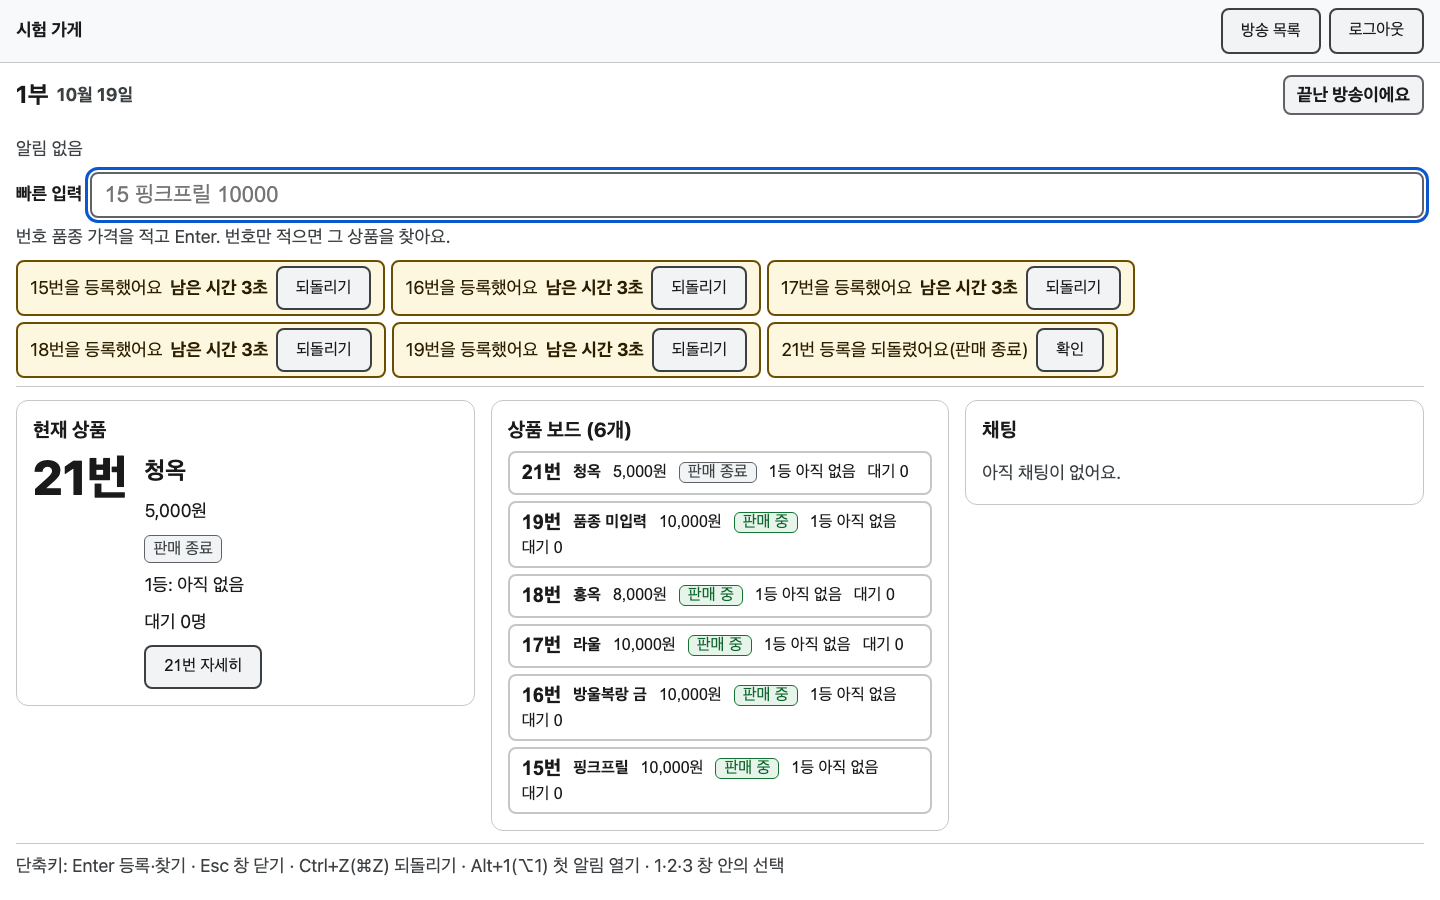 시험 가게
방송 목록
로그아웃
1부 10월 19일
끝난 방송이에요
알림 없음
빠른 입력 15 핑크프릴 10000
번호 품종 가격을 적고 Enter. 번호만 적으면 그 상품을 찾아요.
15번을 등록했어요 남은 시간 3초 되돌리기
16번을 등록했어요 남은 시간 3초 되돌리기
17번을 등록했어요 남은 시간 3초 되돌리기
18번을 등록했어요 남은 시간 3초 되돌리기
19번을 등록했어요 남은 시간 3초 되돌리기
21번 등록을 되돌렸어요(판매 종료) 확인
현재 상품
21번 청옥
5,000원
판매 종료
1등: 아직 없음
대기 0명
21번 자세히
상품 보드 (6개)
21번 청옥 5,000원 판매 종료 1등 아직 없음 대기 0
19번 품종 미입력 10,000원 판매 중 1등 아직 없음
대기 0
18번 홍옥 8,000원 판매 중 1등 아직 없음 대기 0
17번 라울 10,000원 판매 중 1등 아직 없음 대기 0
16번 방울복랑 금 10,000원 판매 중 1등 아직 없음
대기 0
15번 핑크프릴 10,000원 판매 중 1등 아직 없음
대기 0
채팅
아직 채팅이 없어요.
단축키: Enter 등록·찾기 · Esc 창 닫기 · Ctrl+Z(⌘Z) 되돌리기 · Alt+1(⌥1) 첫 알림 열기 · 1·2·3 창 안의 선택